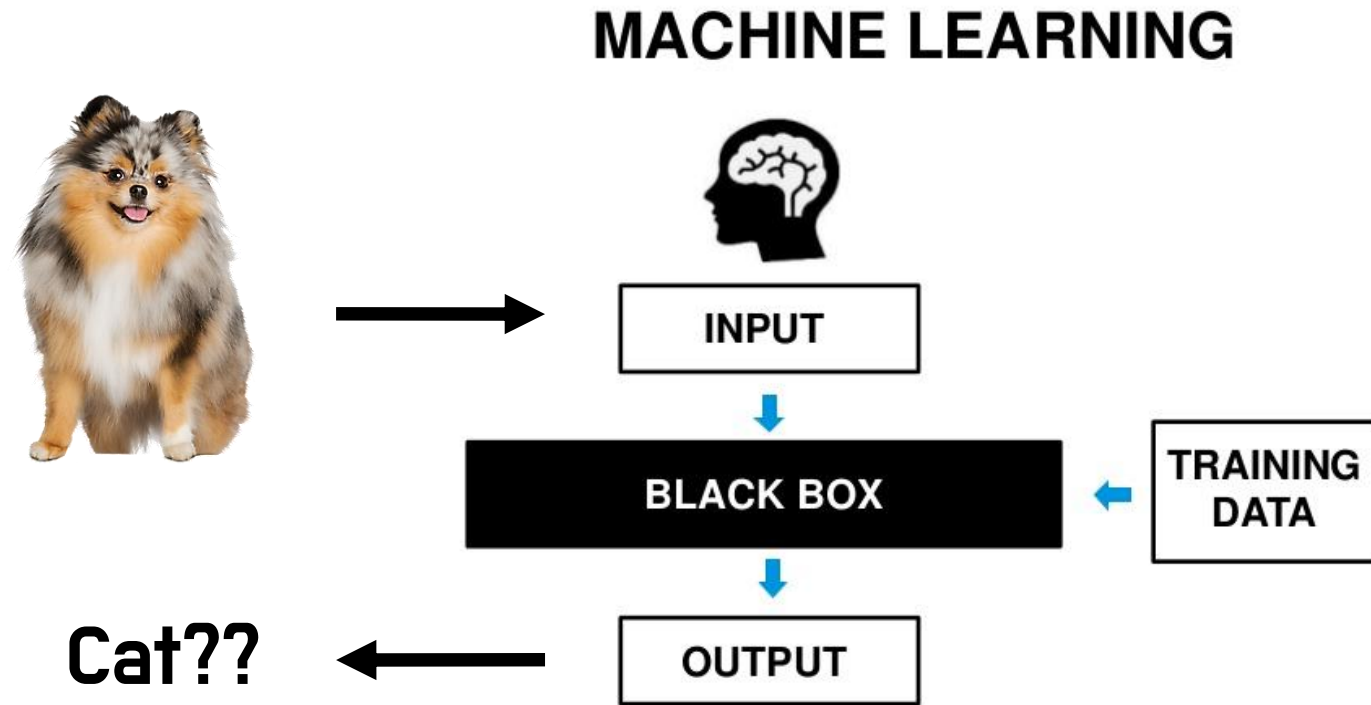 MACHINE LEARNING
INPUT
BLACK BOX
TRAINING
DATA
OUTPUT
Cat??